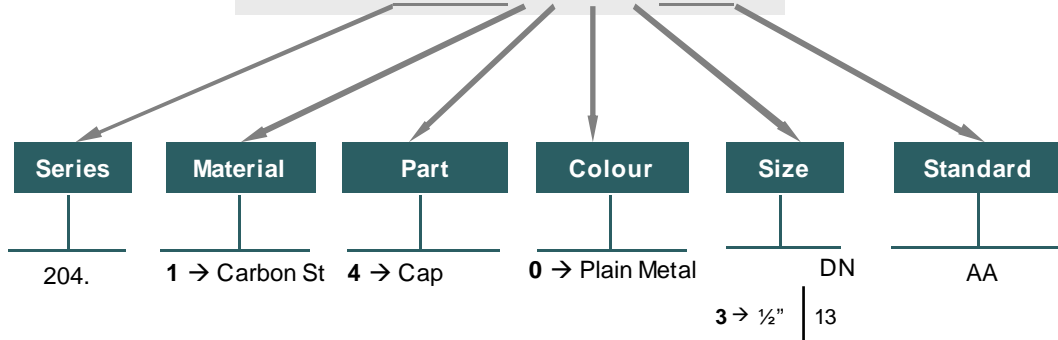 Series Material Part Colour Size Standard
204. 1 → Carbon St 4 → Cap 0 → Plain Metal DN AA
3 → ½” 13